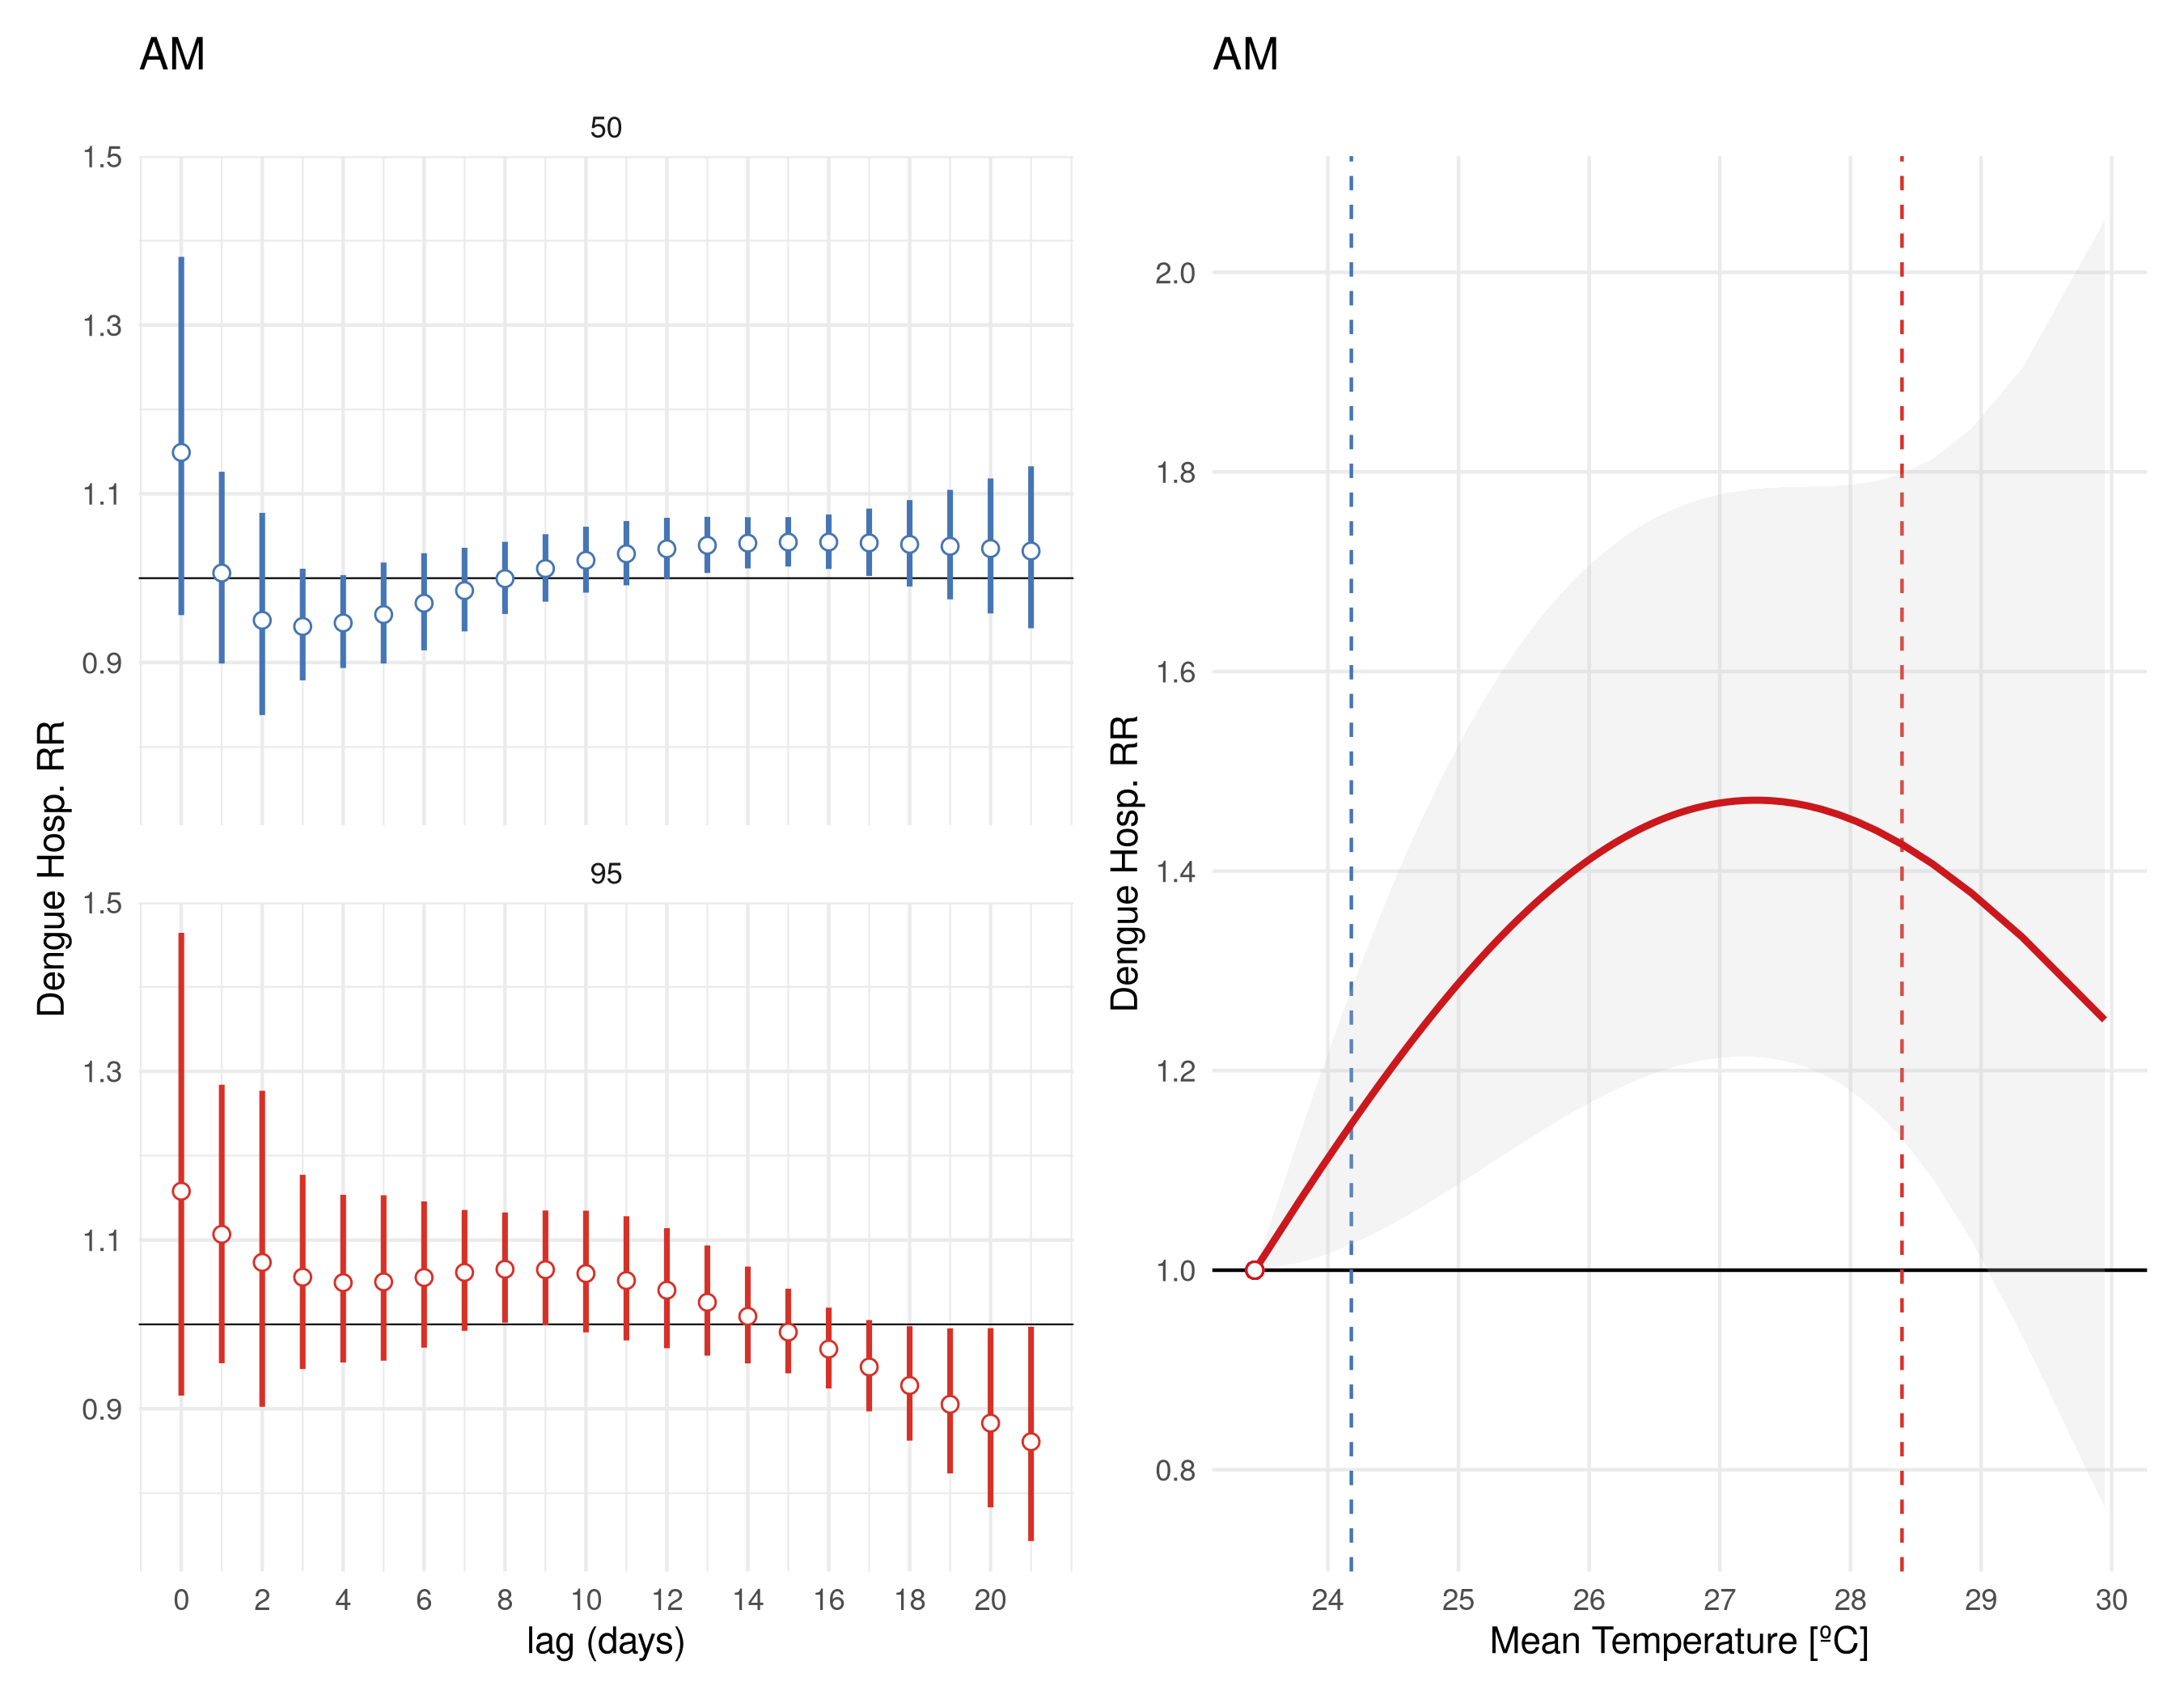 AM
50
1.5
1.3
1.1
0.9
Dengue Hosp. RR
95
1.5
1.3
1.1
0.9
0 2 4 6 8 10 12 14 16 18 20
lag (days)
AM
2.0
1.8
1.6
1.4
1.2
1.0
0.8
Dengue Hosp. RR
24 25 26 27 28 29 30
Mean Temperature [ºC]